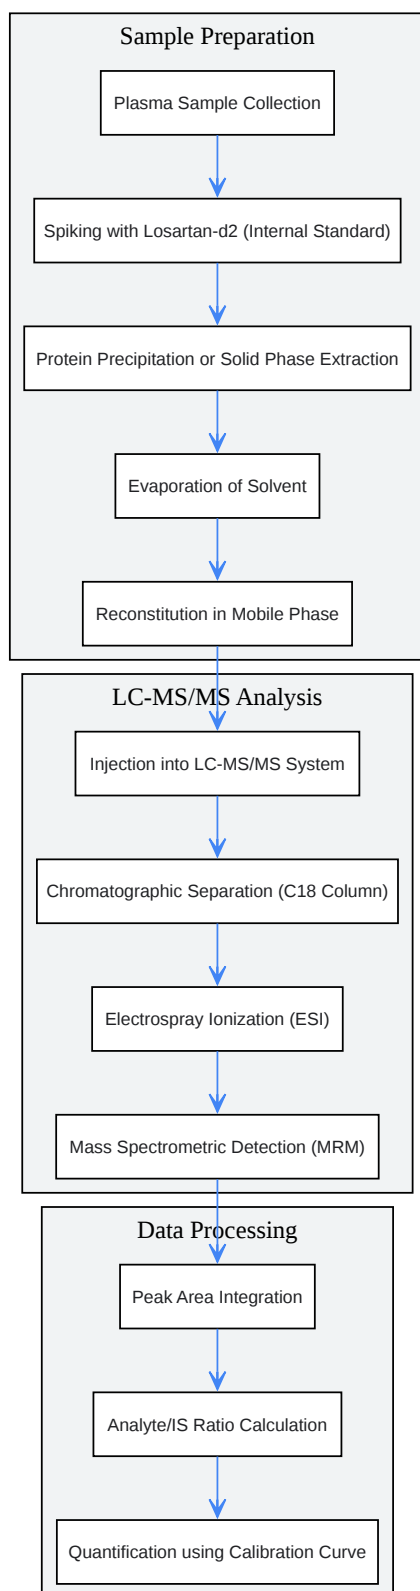 Sample Preparation
Plasma Sample Collection
Spiking with Losartan-d2 (Internal Standard)
Protein Precipitation or Solid Phase Extraction
Evaporation of Solvent
Reconstitution in Mobile Phase
LC-MS/MS Analysis
Injection into LC-MS/MS System
Chromatographic Separation (C18 Column)
Electrospray Ionization (ESI)
Mass Spectrometric Detection (MRM)
Data Processing
Peak Area Integration
Analyte/IS Ratio Calculation
Quantification using Calibration Curve